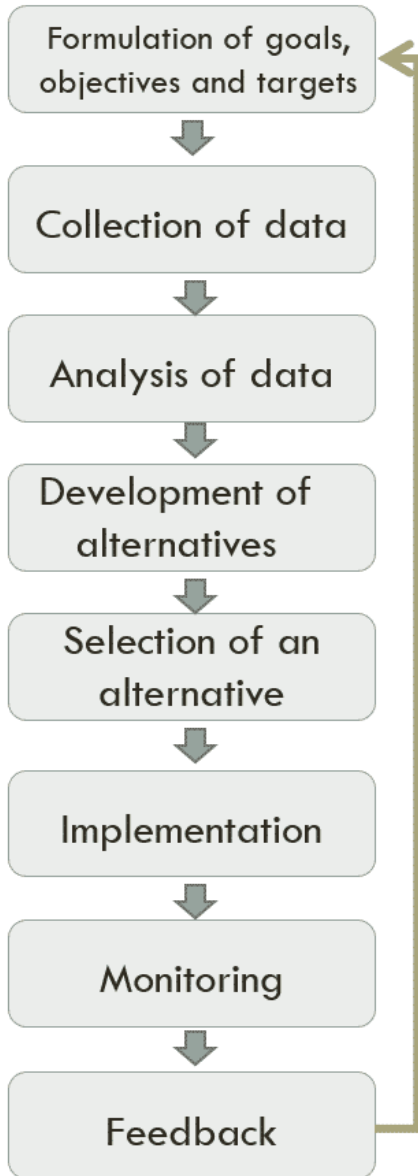 Formulation of goals,
objectives and targets
Collection of data
Analysis of data
Development of
alternatives
Selection of an
alternative
Implementation
Monitoring
Feedback